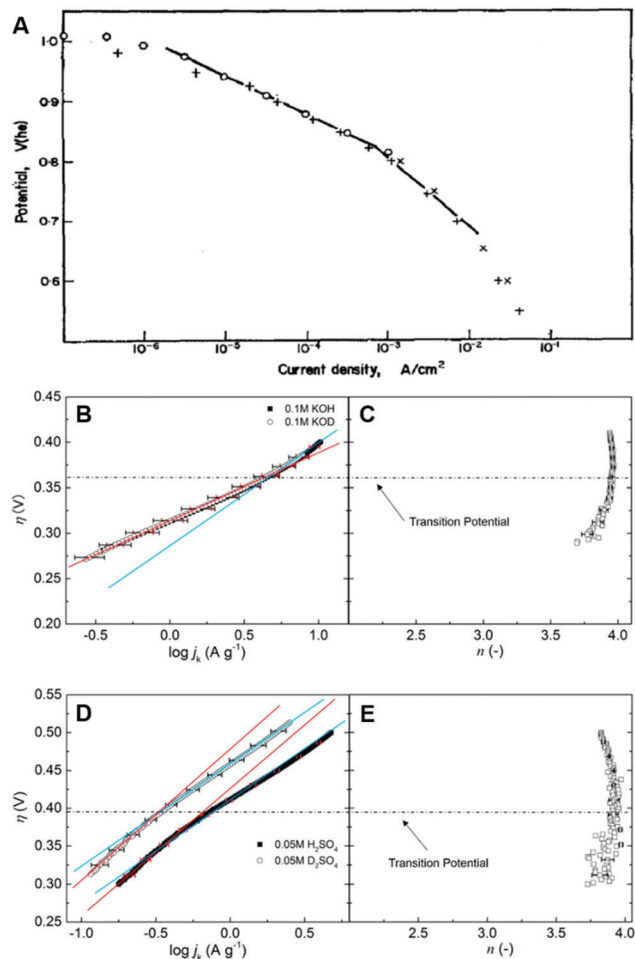 A
1.0
0.9
0.8
0.7
0.6
Potential, V(he)
10⁻⁶
10⁻⁵
10⁻⁴
10⁻³
10⁻²
10⁻¹
Current density, A/cm²
B
0.1M KOH
0.1M KOD
0.45
0.40
0.35
0.30
0.25
0.20
η (V)
-0.5
0.0
0.5
1.0
log jₖ (A g⁻¹)
C
Transition Potential
2.5
3.0
3.5
4.0
n (-)
D
0.05M H₂SO₄
0.05M D₂SO₄
0.55
0.50
0.45
0.40
0.35
0.30
0.25
η (V)
-1.0
-0.5
0.0
0.5
log jₖ (A g⁻¹)
E
Transition Potential
2.5
3.0
3.5
4.0
n (-)